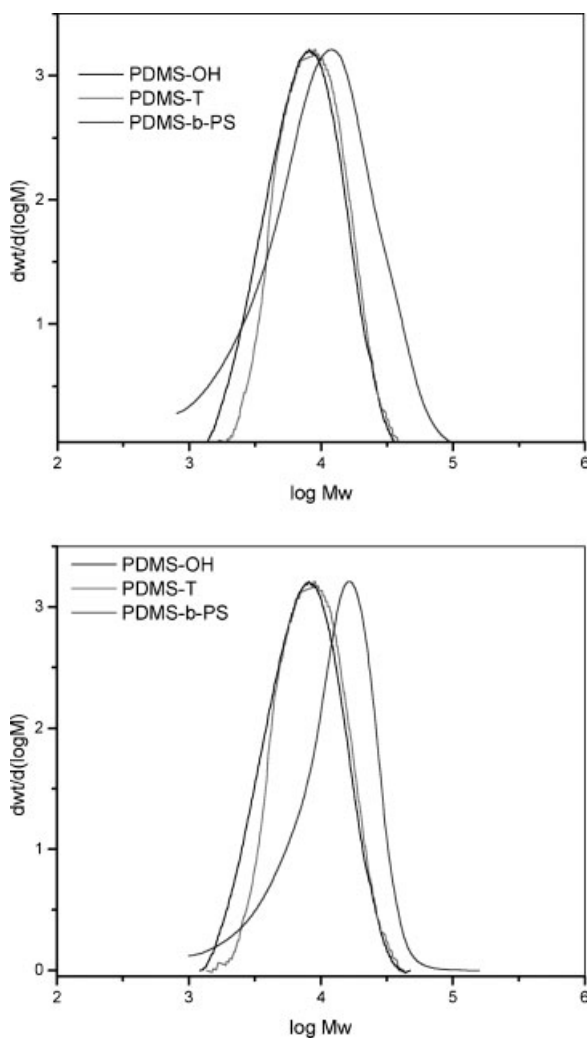 3
PDMS-OH
PDMS-T
PDMS-b-PS
2
dwt/d(logM)
1
2 3 4 5 6
log Mw
PDMS-OH
PDMS-T
PDMS-b-PS
3
2
dwt/d(logM)
1
0
2 3 4 5 6
log Mw